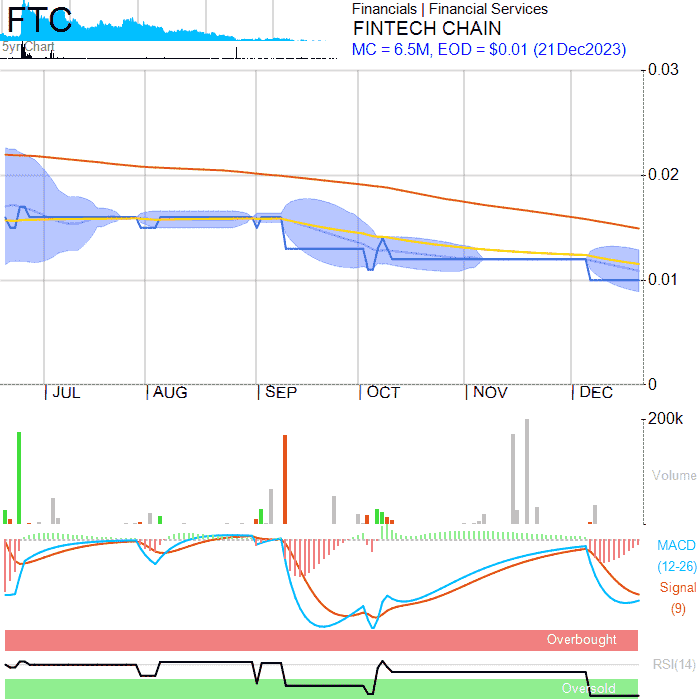 FTC
5yr Chart
Financials | Financial Services
FINTECH CHAIN
MC = 6.5M, EOD = $0.01 (21Dec2023)
0.03
0.02
0.01
0
JUL AUG SEP OCT NOV DEC
200k
Volume
MACD
(12-26)
Signal
(9)
Overbought
RSI(14)
Oversold